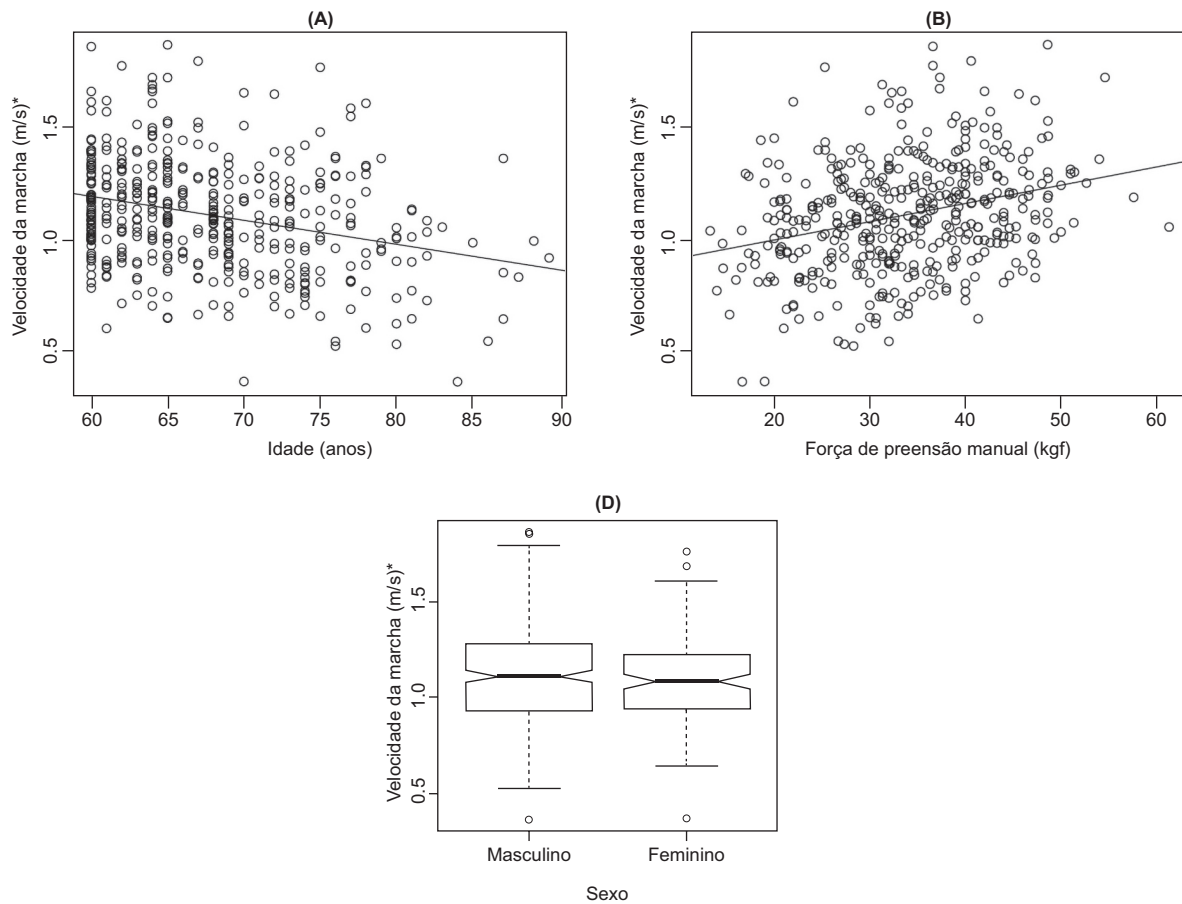 (A)
Velocidade da marcha (m/s)*
1.5
1.0
0.5
60 65 70 75 80 85 90
Idade (anos)
(B)
Velocidade da marcha (m/s)*
1.5
1.0
0.5
20 30 40 50 60
Força de preensão manual (kgf)
(D)
Velocidade da marcha (m/s)*
1.5
1.0
0.5
Masculino Feminino
Sexo